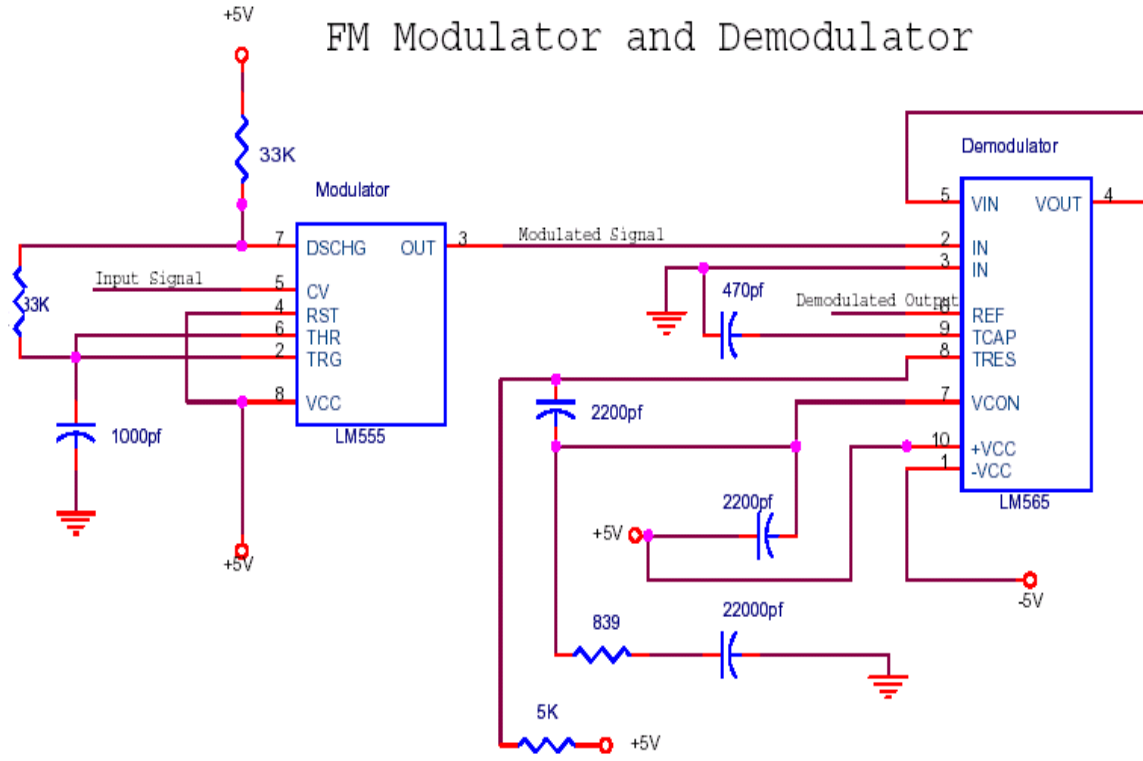 +5V
FM Modulator and Demodulator
33K
Modulator
Demodulator
7 DSCHG OUT 3
Modulated Signal
5 VIN VOUT 4
2 IN
3 IN
Input Signal
5 CV
4 RST
6 THR
2 TRG
8 VCC
LM555
33K
1000pf
+5V
470pf
Demodulated Output
6 REF
9 TCAP
8 TRES
7 VCON
10 +VCC
1 -VCC
LM565
2200pf
2200pf
+5V
-5V
839
22000pf
5K
+5V